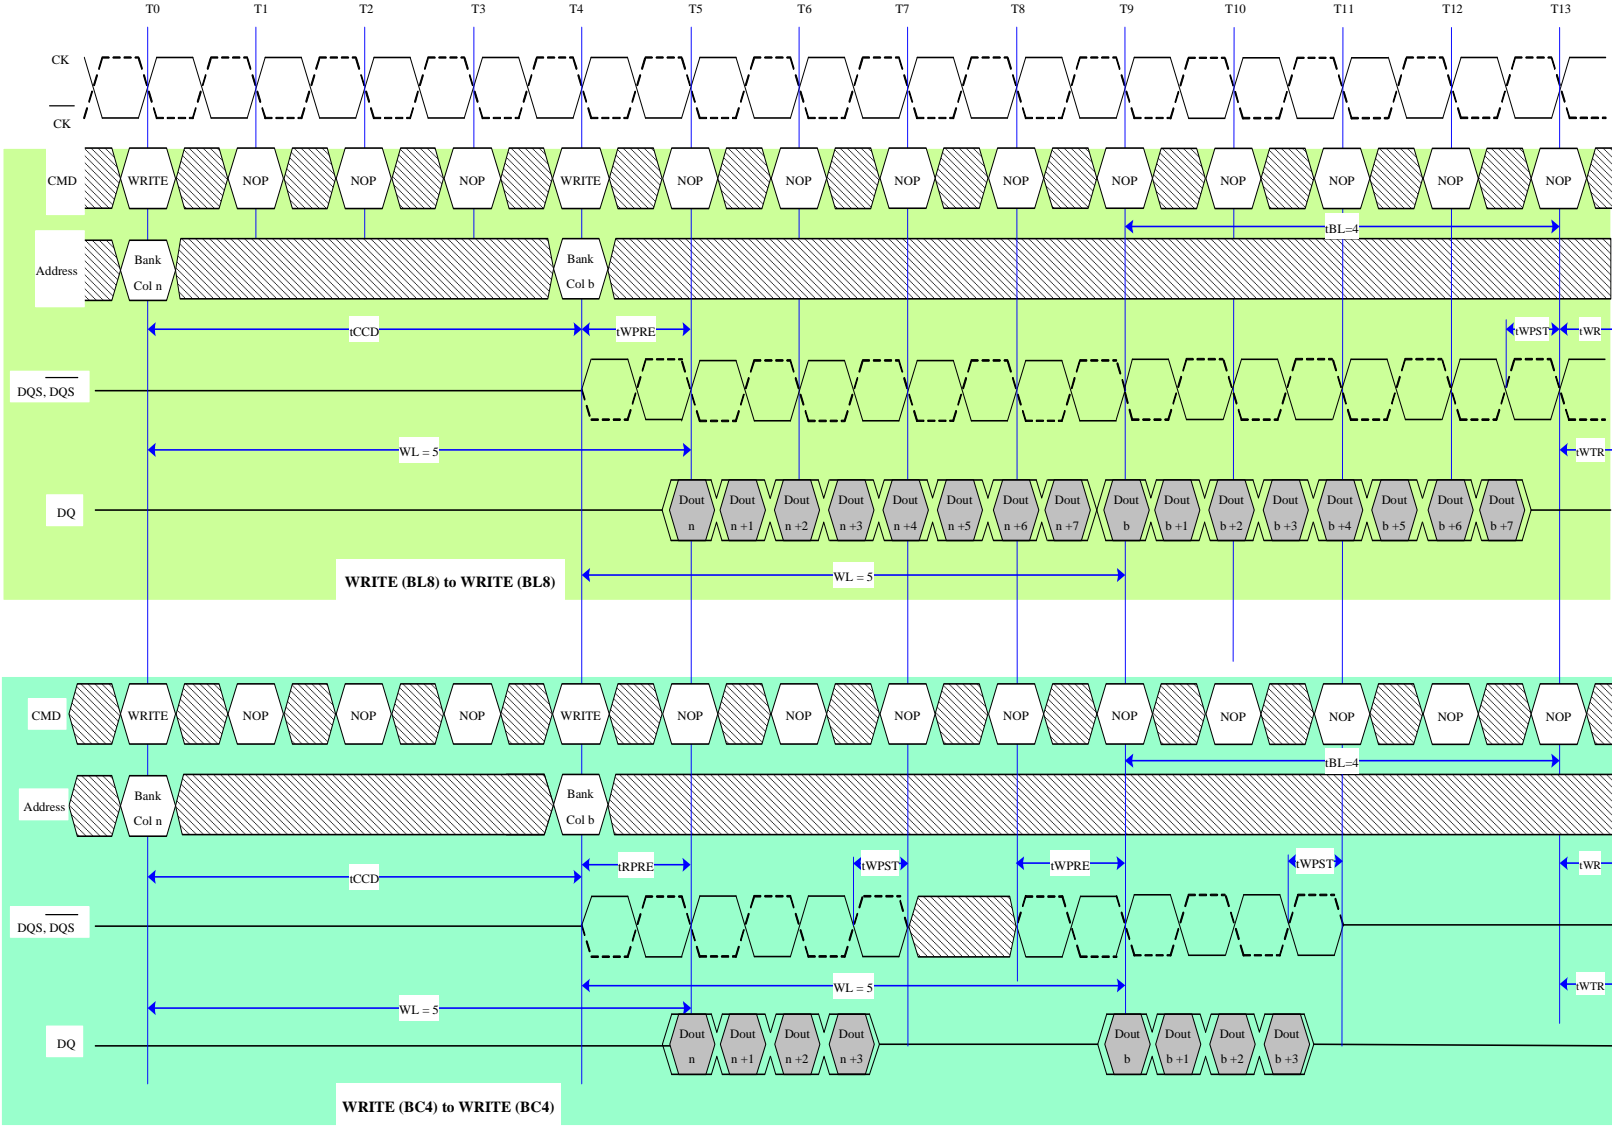 T0 T1 T2 T3 T4 T5 T6 T7 T8 T9 T10 T11 T12 T13
CK
CK
CMD WRITE NOP NOP NOP WRITE NOP NOP NOP NOP NOP NOP NOP NOP NOP
tBL=4
Address Bank Col n Bank Col b
tCCD tWPRE tWPST tWR
DQS, DQS
WL = 5 tWTR
DQ Dout n Dout n +1 Dout n +2 Dout n +3 Dout n +4 Dout n +5 Dout n +6 Dout n +7 Dout b Dout b +1 Dout b +2 Dout b +3 Dout b +4 Dout b +5 Dout b +6 Dout b +7
WRITE (BL8) to WRITE (BL8) WL = 5
CMD WRITE NOP NOP NOP WRITE NOP NOP NOP NOP NOP NOP NOP NOP NOP
tBL=4
Address Bank Col n Bank Col b
tCCD tRPRE tWPST tWPRE tWPST tWR
DQS, DQS
WL = 5 tWTR
WL = 5
DQ Dout n Dout n +1 Dout n +2 Dout n +3 Dout b Dout b +1 Dout b +2 Dout b +3
WRITE (BC4) to WRITE (BC4)